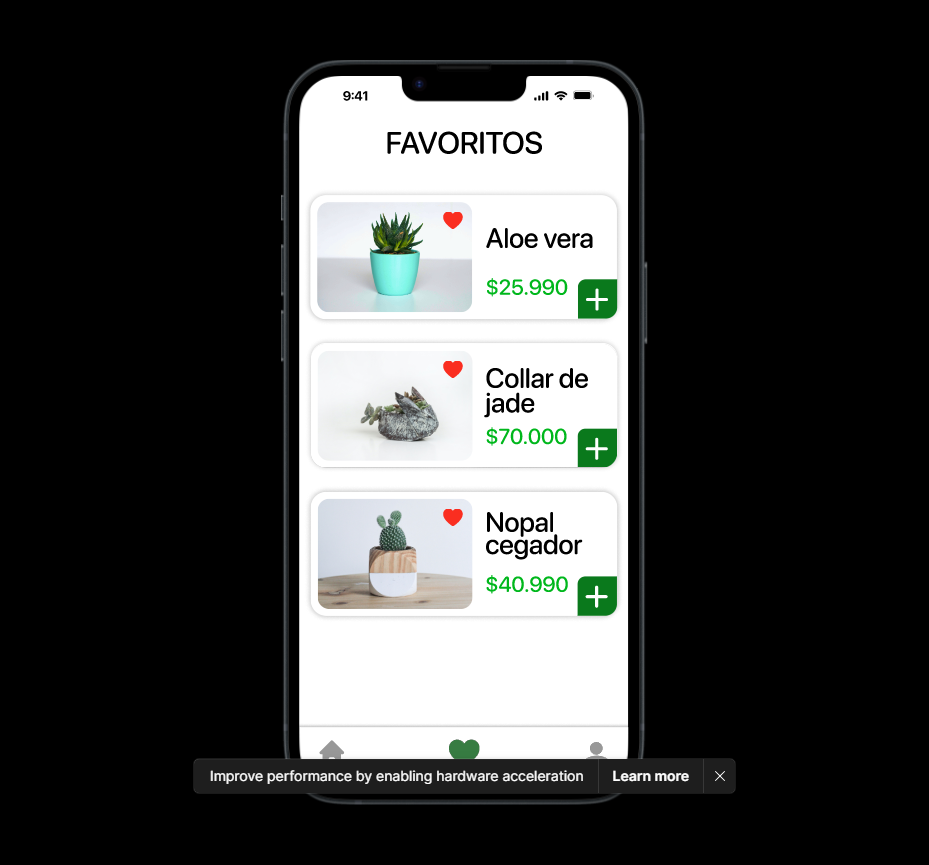 9:41
FAVORITOS
Aloe vera
$25.990
Collar de
jade
$70.000
Nopal
cegador
$40.990
Improve performance by enabling hardware acceleration
Learn more